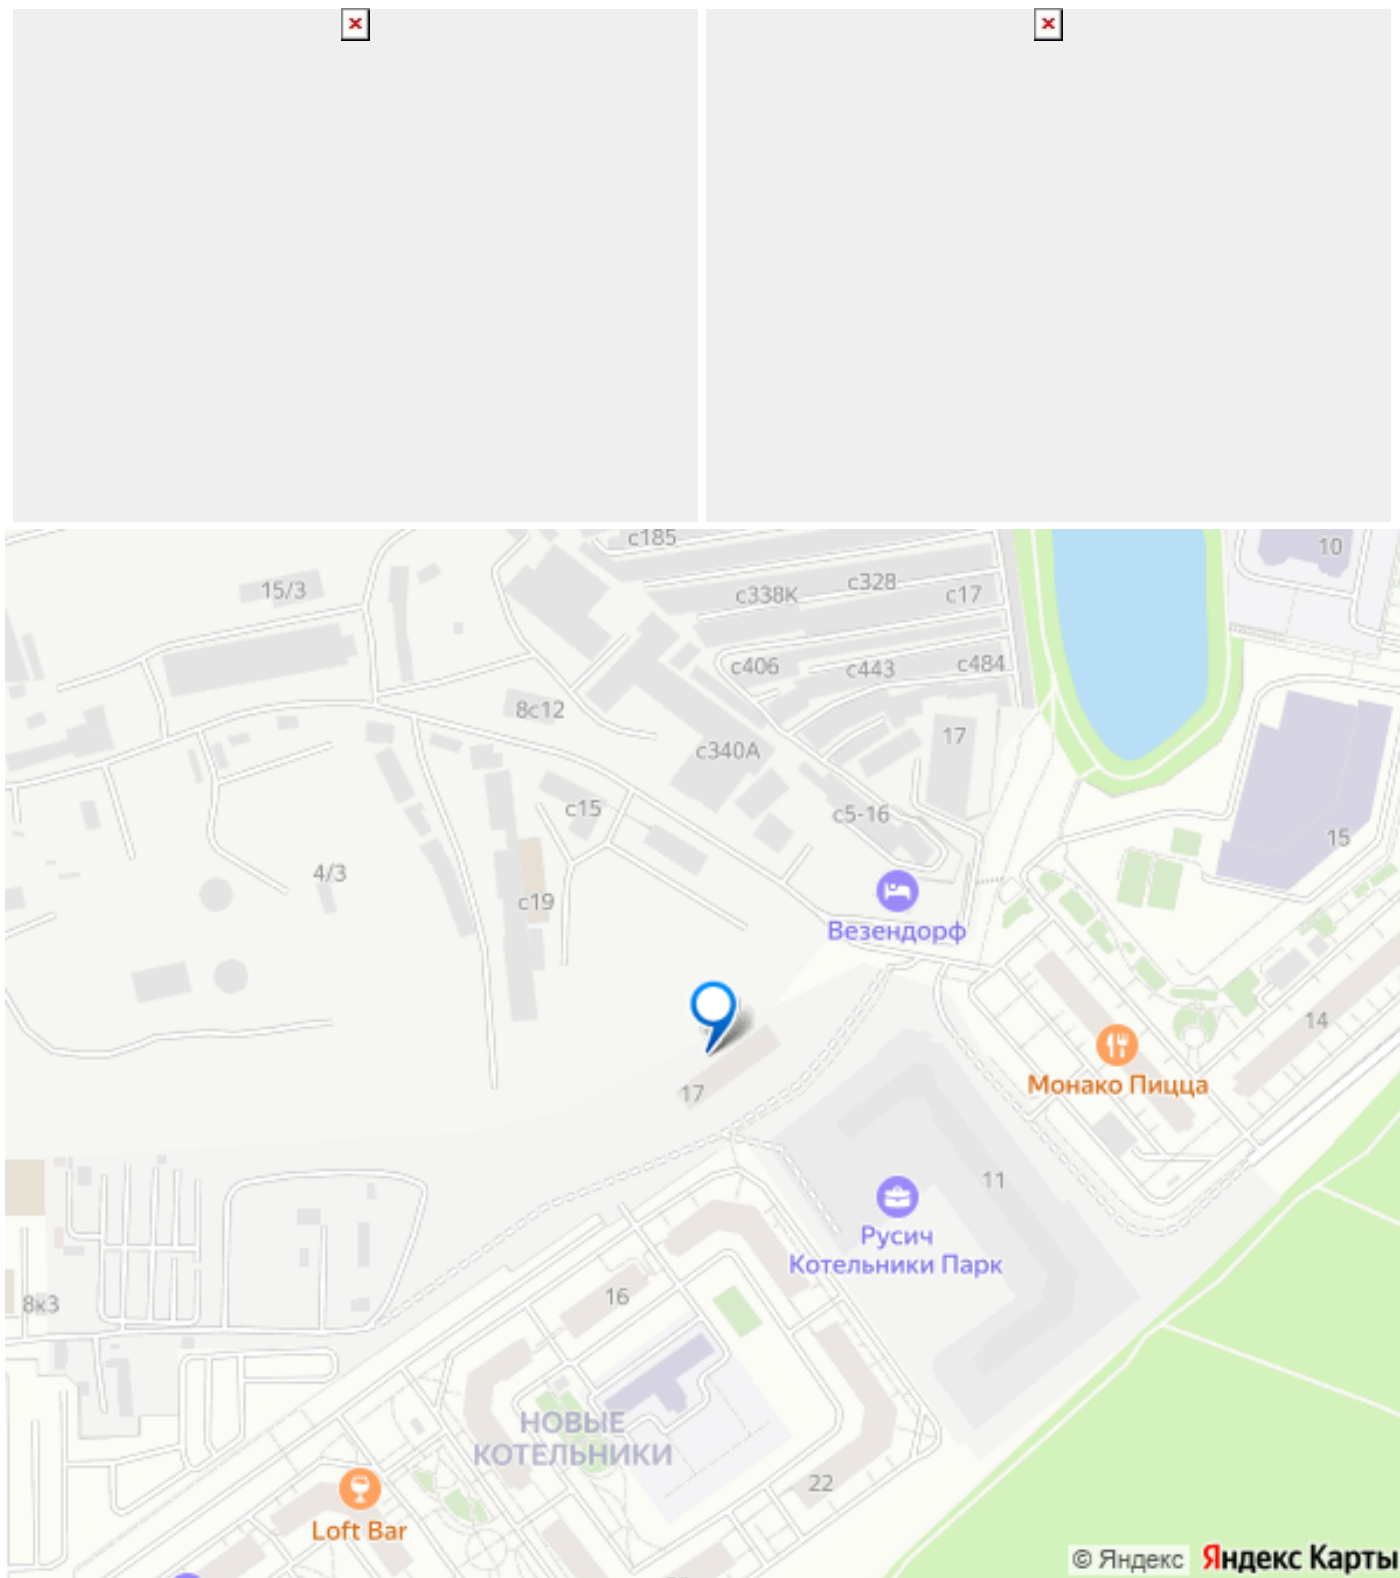 с185
10
15/3
с338К
с328
с17
с406
с443
с484
8с12
17
с340А
с15
с5-16
15
4/3
с19
Везендорф
14
Монако Пицца
17
11
Русич
Котельники Парк
16
8к3
НОВЫЕ
КОТЕЛЬНИКИ
22
Loft Bar
© Яндекс Яндекс Карты